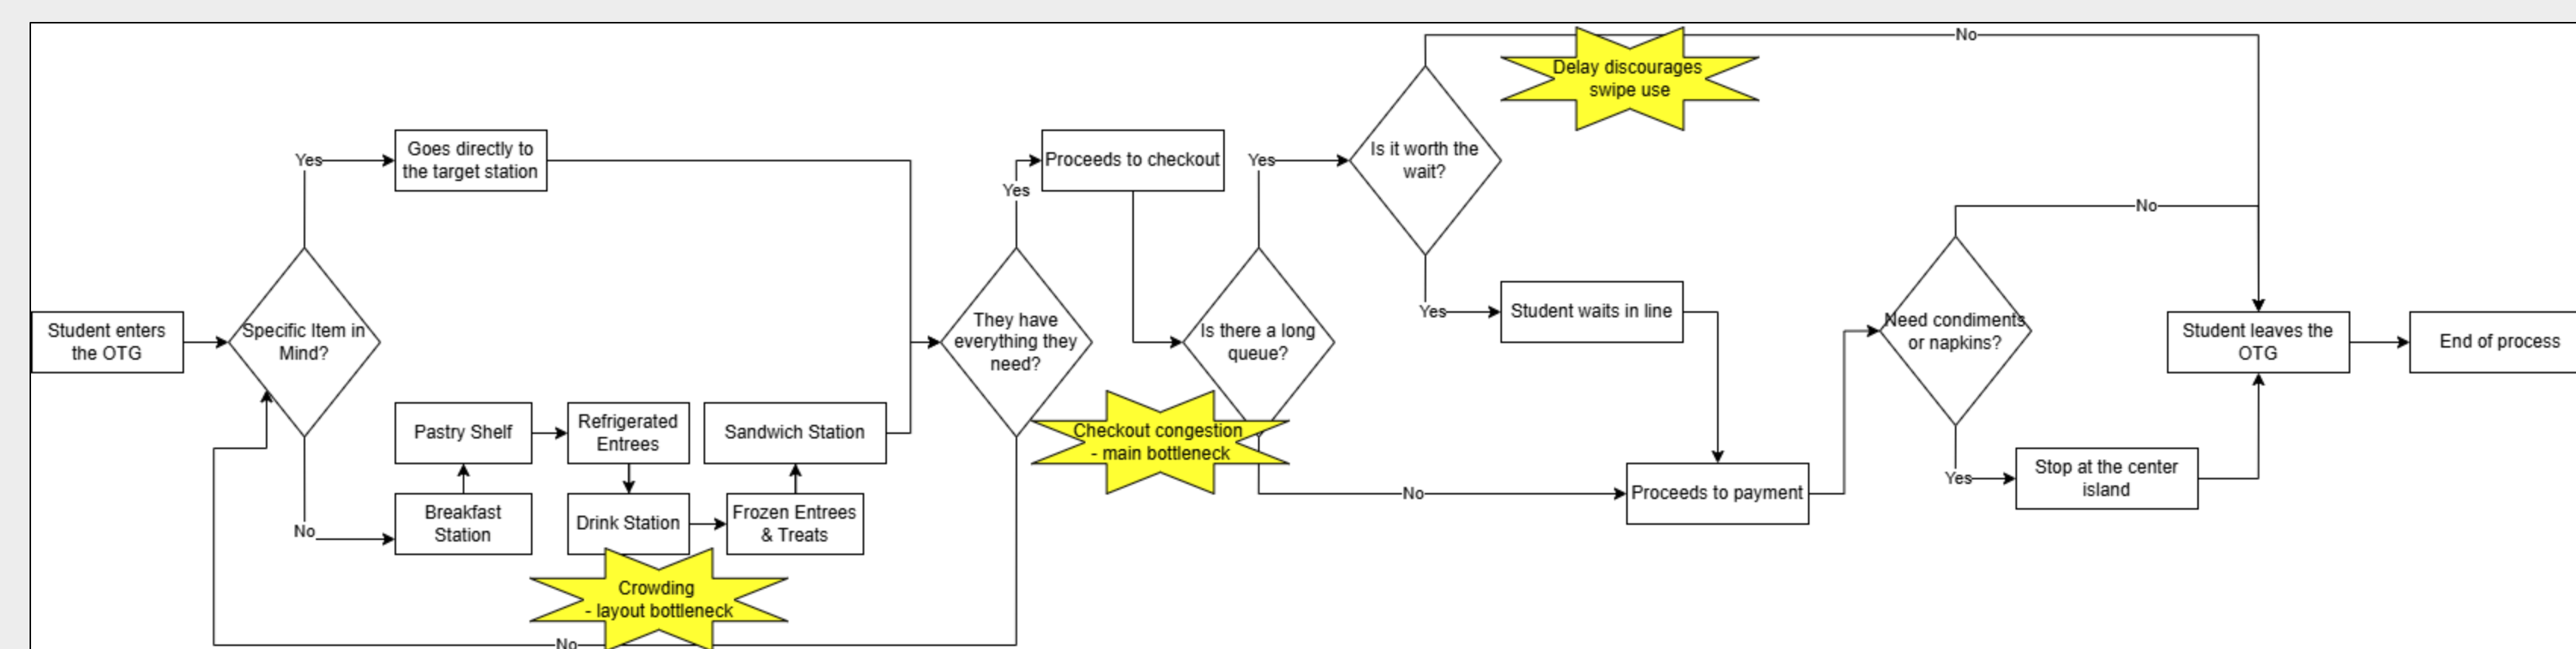 No
Delay discourages
swipe use
Yes
Goes directly to
the target station
Proceeds to checkout
Yes
Yes
Is it worth the
wait?
No
Student enters
the OTG
Specific Item in
Mind?
They have
everything they
need?
Is there a long
queue?
Yes
Student waits in line
Need condiments
or napkins?
Student leaves the
OTG
End of process
Pastry Shelf
Refrigerated
Entrees
Sandwich Station
Checkout congestion
- main bottleneck
No
Breakfast
Station
Drink Station
Frozen Entrees
& Treats
No
Proceeds to payment
Yes
Stop at the center
island
Crowding
- layout bottleneck
No